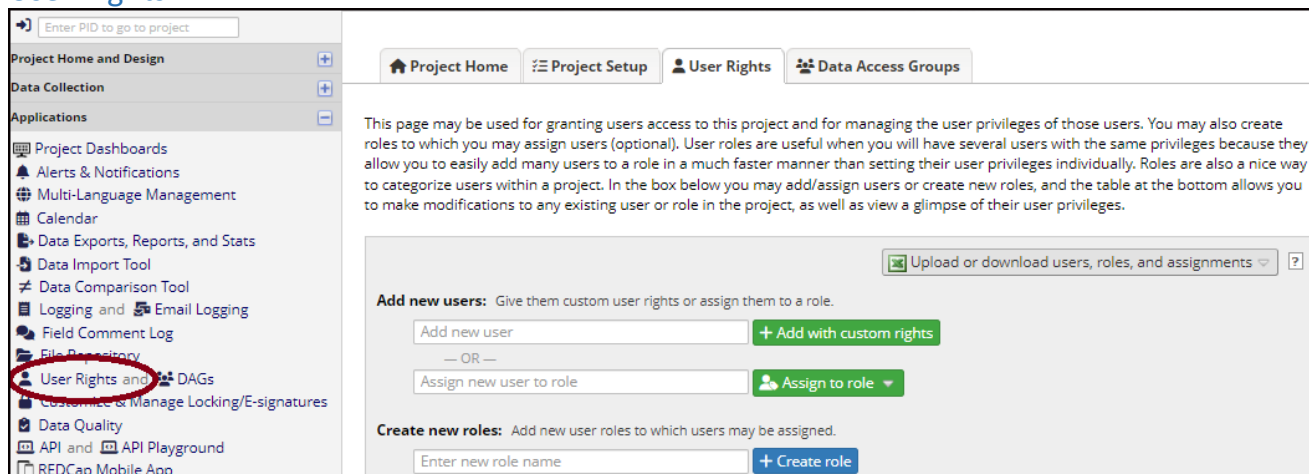 Enter PID to go to project
Project Home and Design
Data Collection
Applications
Project Dashboards
Alerts & Notifications
Multi-Language Management
Calendar
Data Exports, Reports, and Stats
Data Import Tool
Data Comparison Tool
Logging and Email Logging
Field Comment Log
File Repository
User Rights and DAGs
Customize & Manage Locking/E-signatures
Data Quality
API and API Playground
REDCap Mobile App
Project Home Project Setup User Rights Data Access Groups
This page may be used for granting users access to this project and for managing the user privileges of those users. You may also create
roles to which you may assign users (optional). User roles are useful when you will have several users with the same privileges because they
allow you to easily add many users to a role in a much faster manner than setting their user privileges individually. Roles are also a nice way
to categorize users within a project. In the box below you may add/assign users or create new roles, and the table at the bottom allows you
to make modifications to any existing user or role in the project, as well as view a glimpse of their user privileges.
Upload or download users, roles, and assignments ?
Add new users: Give them custom user rights or assign them to a role.
Add new user + Add with custom rights
— OR —
Assign new user to role Assign to role
Create new roles: Add new user roles to which users may be assigned.
Enter new role name + Create role